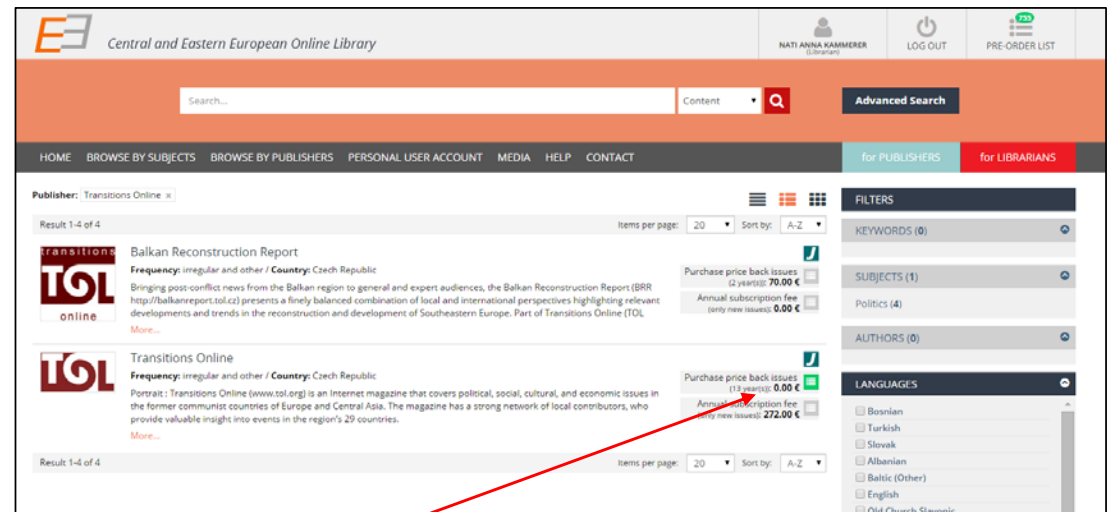 Central and Eastern European Online Library
NATI ANNA KÄMMERER
(Librarian)
LOG OUT
755
PRE-ORDER LIST
Search...
Content
Advanced Search
HOME BROWSE BY SUBJECTS BROWSE BY PUBLISHERS PERSONAL USER ACCOUNT MEDIA HELP CONTACT
for PUBLISHERS
for LIBRARIANS
Publisher: Transitions Online x
Result 1-4 of 4
Items per page: 20 Sort by: A-Z
transitions
TOL
online
Balkan Reconstruction Report
Frequency: irregular and other / Country: Czech Republic
Bringing post-conflict news from the Balkan region to general and expert audiences, the Balkan Reconstruction Report (BRR
http://balkanreport.tol.cz) presents a finely balanced combination of local and international perspectives highlighting relevant
developments and trends in the reconstruction and development of Southeastern Europe. Part of Transitions Online (TOL
More...
Purchase price back issues
(2 year(s)): 70.00 €
Annual subscription fee
(only new issues): 0.00 €
TOL
Transitions Online
Frequency: irregular and other / Country: Czech Republic
Portrait : Transitions Online (www.tol.org) is an Internet magazine that covers political, social, cultural, and economic issues in
the former communist countries of Europe and Central Asia. The magazine has a strong network of local contributors, who
provide valuable insight into events in the region's 29 countries.
More...
Purchase price back issues
(13 year(s)): 0.00 €
Annual subscription fee
(only new issues): 272.00 €
Result 1-4 of 4
Items per page: 20 Sort by: A-Z
FILTERS
KEYWORDS (0)
SUBJECTS (1)
Politics (4)
AUTHORS (0)
LANGUAGES
Bosnian
Turkish
Slovak
Albanian
Baltic (Other)
English
Old Church Slavonic